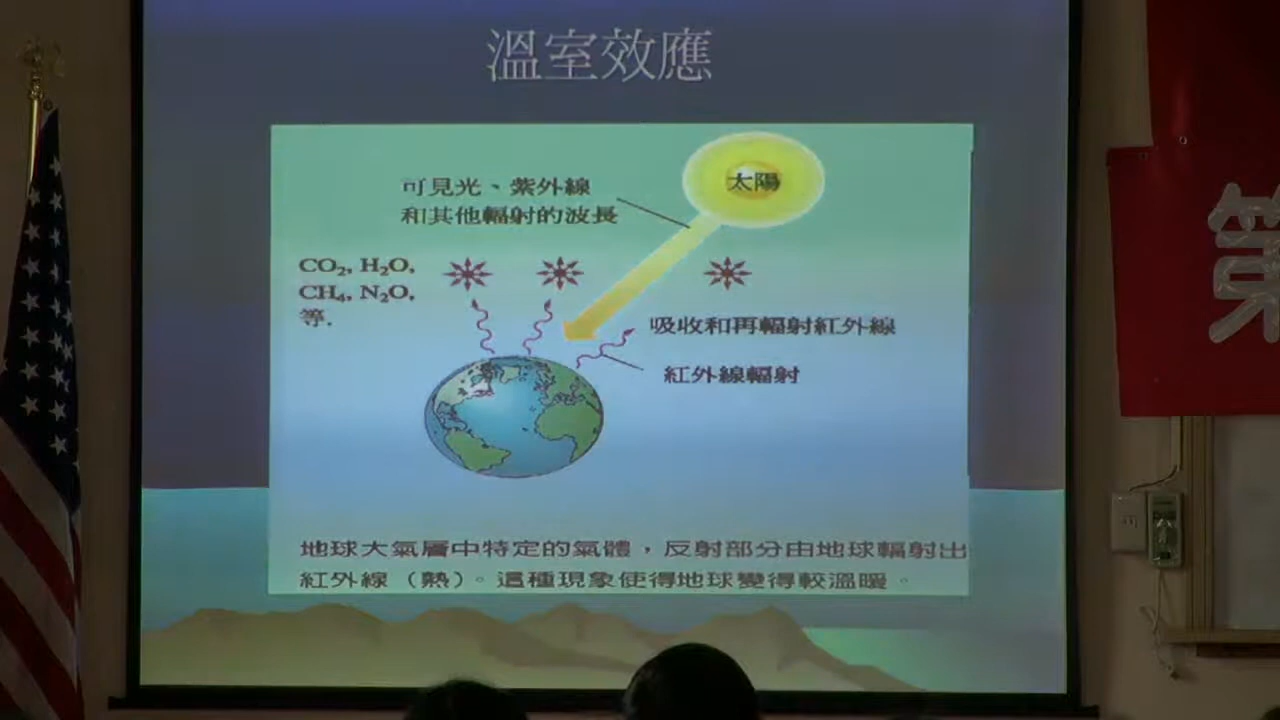 溫室效應
太陽
可見光、紫外線
和其他輻射的波長
CO₂, H₂O,
CH₄, N₂O,
等.
吸收和再輻射紅外線
紅外線輻射
地球大氣層中特定的氣體，反射部分由地球輻射出
紅外線（熱）。這種現象使得地球變得較溫暖。
第